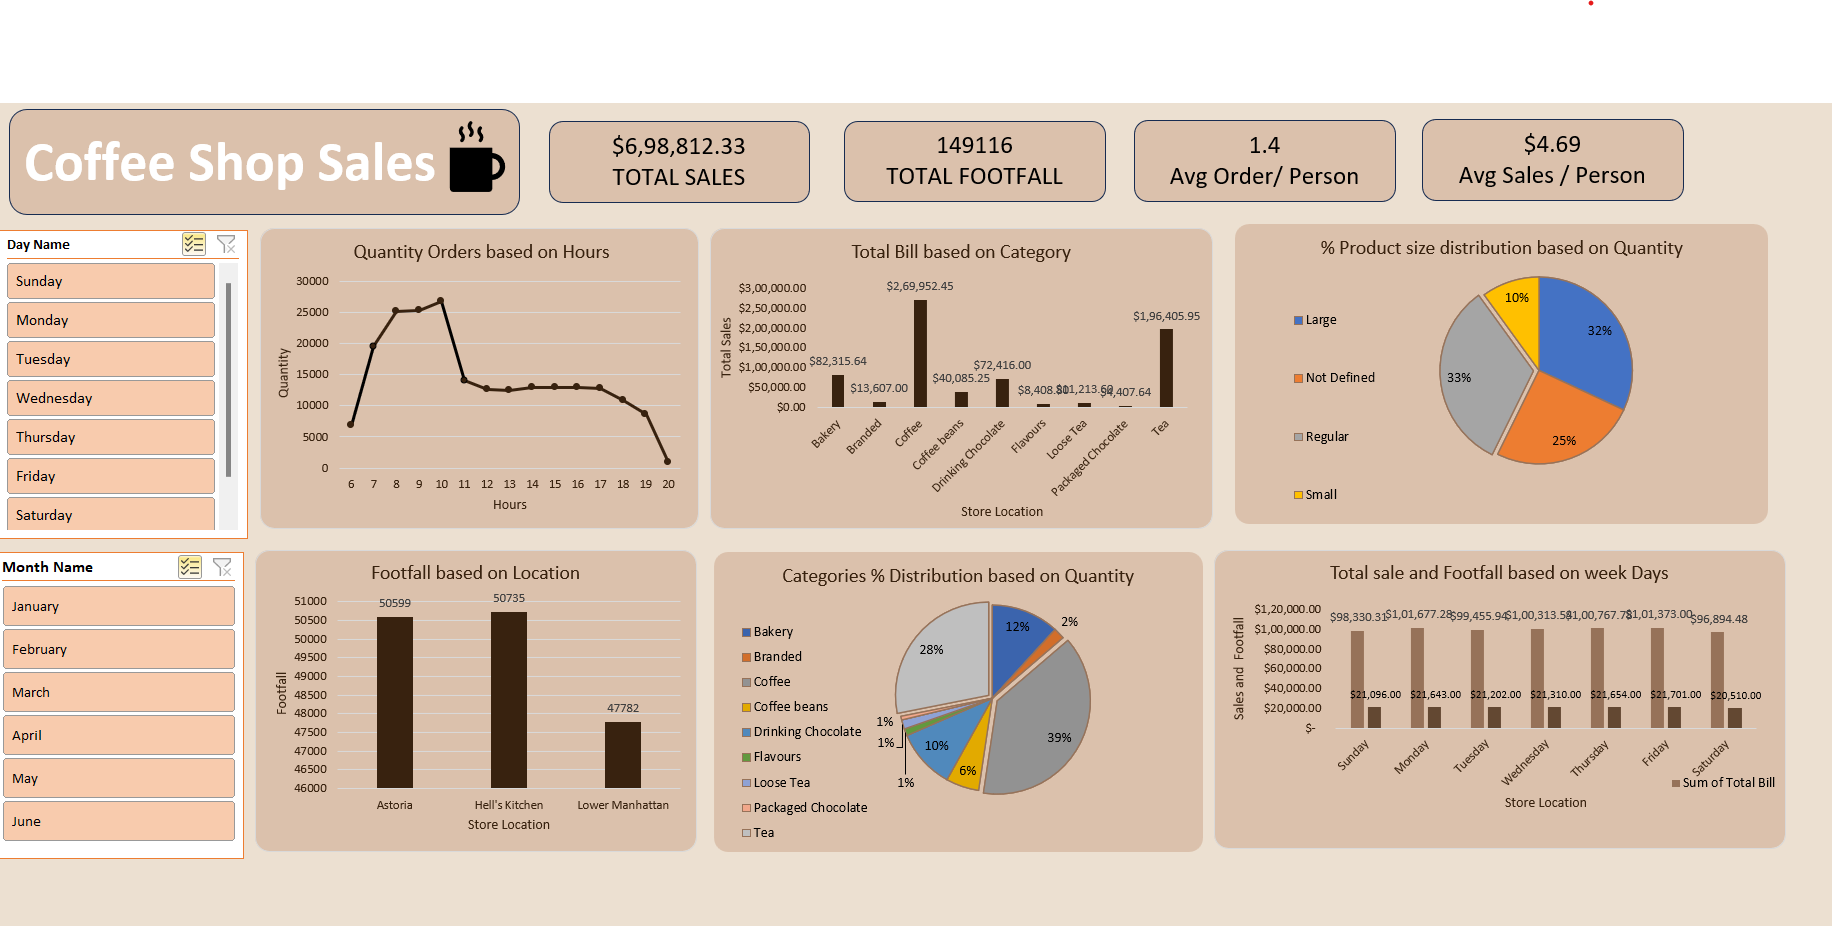 Coffee Shop Sales
$6,98,812.33
TOTAL SALES
149116
TOTAL FOOTFALL
1.4
Avg Order/ Person
$4.69
Avg Sales / Person
Day Name
Sunday
Monday
Tuesday
Wednesday
Thursday
Friday
Saturday
Quantity Orders based on Hours
Quantity
30000
25000
20000
15000
10000
5000
0
6 7 8 9 10 11 12 13 14 15 16 17 18 19 20
Hours
Total Bill based on Category
Total Sales
$3,00,000.00
$2,50,000.00
$2,00,000.00
$1,50,000.00
$1,00,000.00
$50,000.00
$0.00
$82,315.64
$13,607.00
$2,69,952.45
$40,085.25
$72,416.00
$8,408.80
$11,213.60
$4,407.64
$1,96,405.95
Bakery
Branded
Coffee
Coffee beans
Drinking Chocolate
Flavours
Loose Tea
Packaged Chocolate
Tea
Store Location
% Product size distribution based on Quantity
Large
Not Defined
Regular
Small
10%
32%
33%
25%
Month Name
January
February
March
April
May
June
Footfall based on Location
Footfall
51000
50500
50000
49500
49000
48500
48000
47500
47000
46500
46000
50599
50735
47782
Astoria
Hell's Kitchen
Lower Manhattan
Store Location
Categories % Distribution based on Quantity
Bakery
Branded
Coffee
Coffee beans
Drinking Chocolate
Flavours
Loose Tea
Packaged Chocolate
Tea
12%
2%
28%
39%
1%
1%
10%
6%
1%
Total sale and Footfall based on week Days
Sales and Footfall
$1,20,000.00
$1,00,000.00
$80,000.00
$60,000.00
$40,000.00
$20,000.00
$-
$98,330.31
$1,01,677.28
$99,455.94
$1,00,313.54
$1,00,767.78
$1,01,373.00
$96,894.48
$21,096.00
$21,643.00
$21,202.00
$21,310.00
$21,654.00
$21,701.00
$20,510.00
Sunday
Monday
Tuesday
Wednesday
Thursday
Friday
Saturday
Sum of Total Bill
Store Location